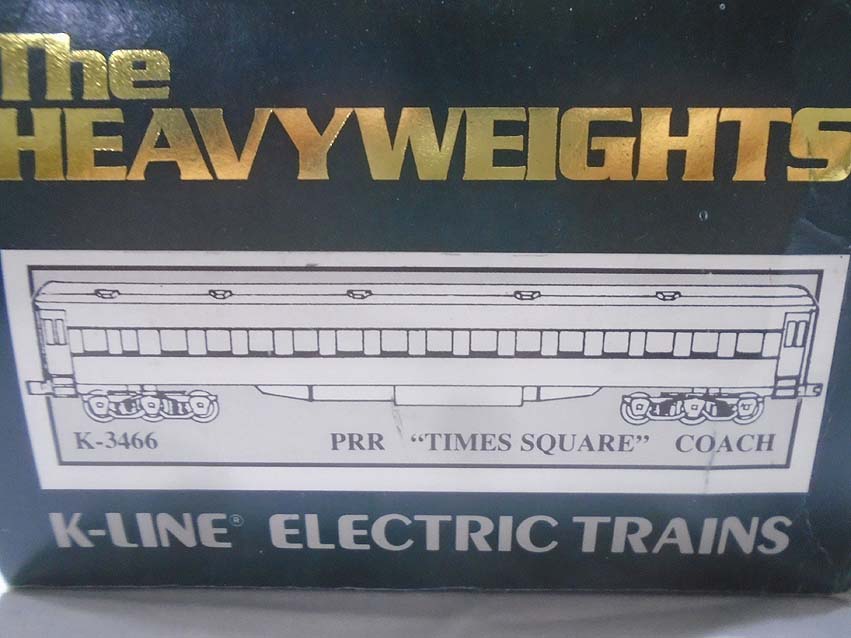 The
HEAVYWEIGHTS
K-3466 PRR “TIMES SQUARE” COACH
K-LINE® ELECTRIC TRAINS